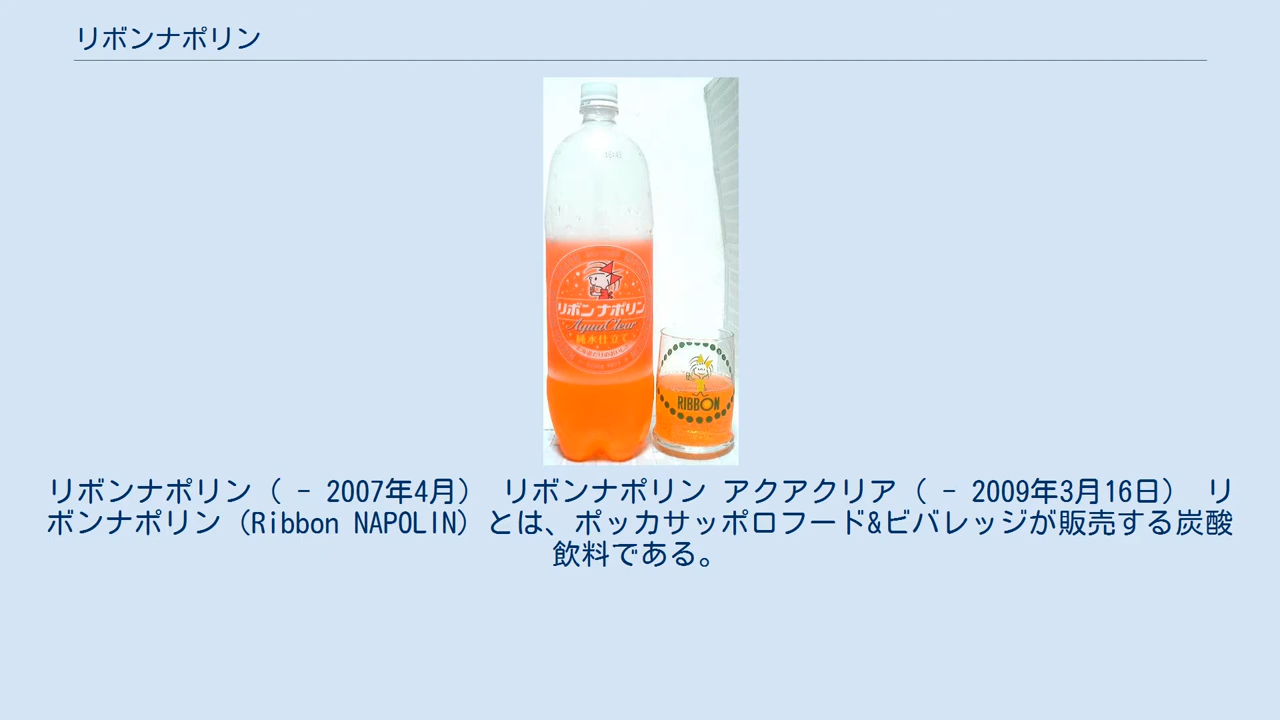 リボンナポリン
リボンナポリン
AquaClear
純水仕立て
RIBBON
リボンナポリン（ - 2007年4月） リボンナポリン アクアクリア（ - 2009年3月16日） リ
ボンナポリン（Ribbon NAPOLIN）とは、ポッカサッポロフード&ビバレッジが販売する炭酸
飲料である。